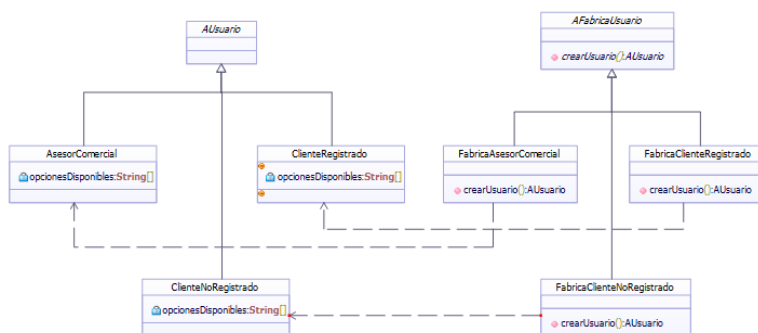 AUsuario
AFabricaUsuario
crearUsuario():AUsuario
AsesorComercial
opcionesDisponibles:String[]
ClienteRegistrado
opcionesDisponibles:String[]
FabricaAsesorComercial
crearUsuario():AUsuario
FabricaClienteRegistrado
crearUsuario():AUsuario
ClienteNoRegistrado
opcionesDisponibles:String[]
FabricaClienteNoRegistrado
crearUsuario():AUsuario